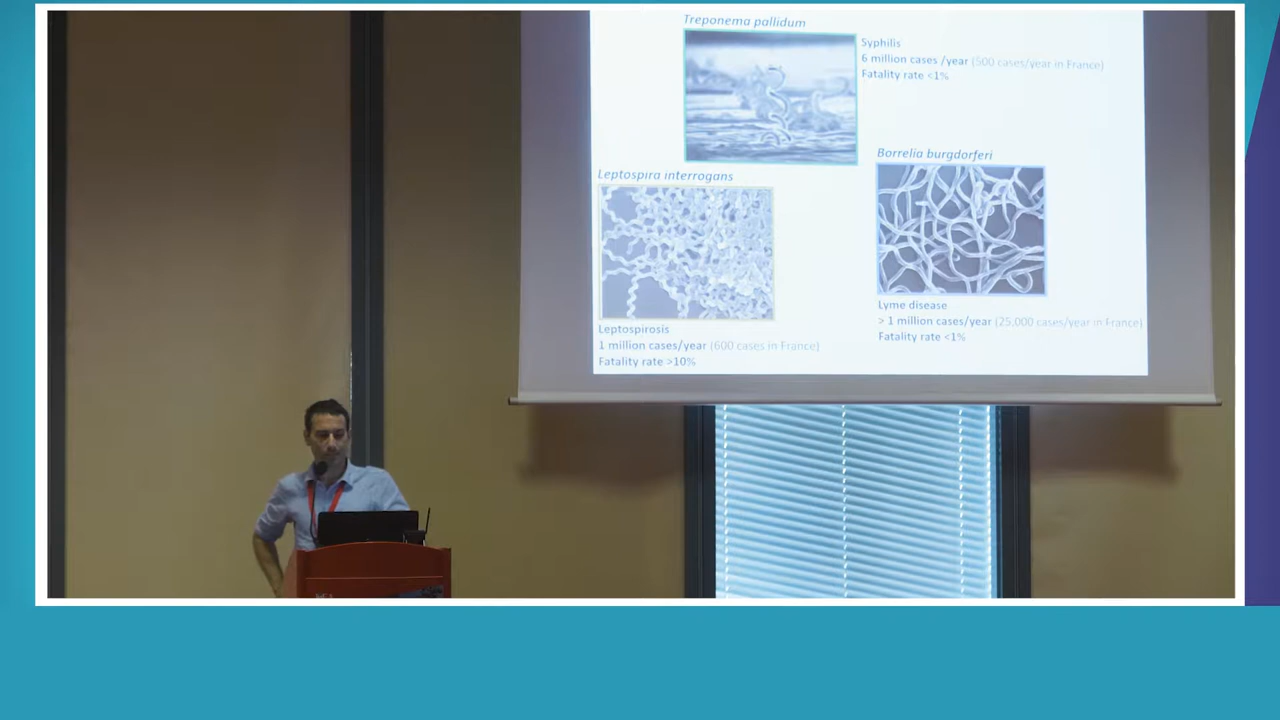 Treponema pallidum
Syphilis
6 million cases /year (500 cases/year in France)
Fatality rate <1%
Borrelia burgdorferi
Leptospira interrogans
Lyme disease
> 1 million cases/year (25,000 cases/year in France)
Fatality rate <1%
Leptospirosis
1 million cases/year (600 cases in France)
Fatality rate >10%